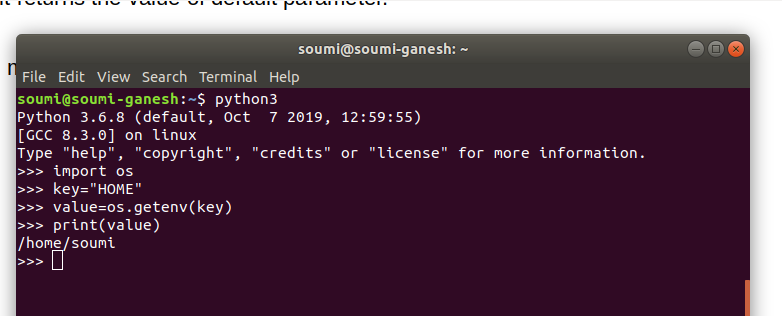 it returns the value of default parameter.
soumi@soumi-ganesh: ~
File Edit View Search Terminal Help
soumi@soumi-ganesh:~$ python3
Python 3.6.8 (default, Oct  7 2019, 12:59:55)
[GCC 8.3.0] on linux
Type "help", "copyright", "credits" or "license" for more information.
>>> import os
>>> key="HOME"
>>> value=os.getenv(key)
>>> print(value)
/home/soumi
>>>